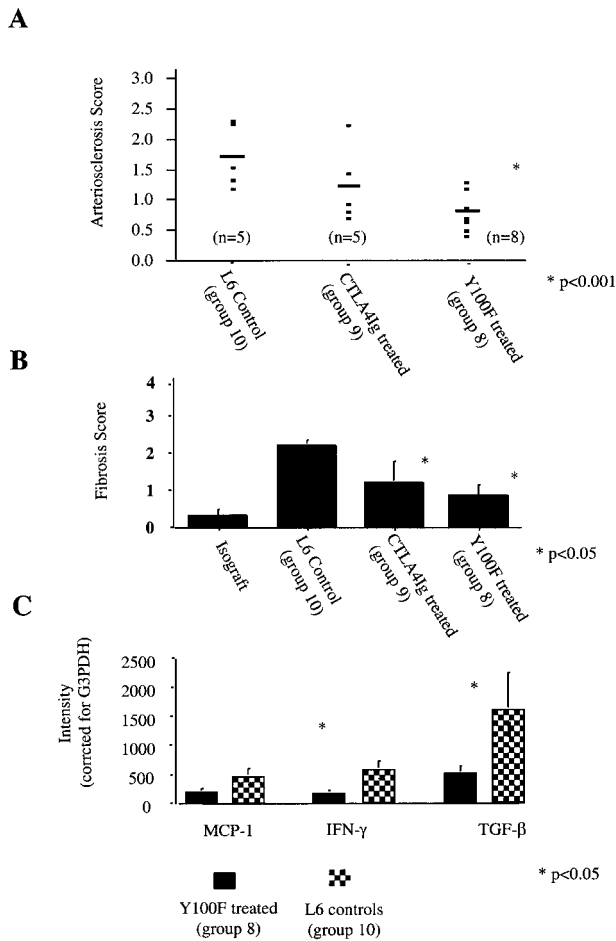 A
Arteriosclerosis Score
3.0
2.5
2.0
1.5
1.0
0.5
0.0
*
(n=5)
(n=5)
(n=8)
L6 Control
(group 10)
CTLA4Ig treated
(group 9)
Y100F treated
(group 8)
* p<0.001
B
Fibrosis Score
4
3
2
1
0
*
*
Isograft
L6 Control
(group 10)
CTLA4Ig treated
(group 9)
Y100F treated
(group 8)
* p<0.05
C
Intensity
(corrcted for G3PDH)
2500
2000
1500
1000
500
0
*
*
MCP-1
IFN-γ
TGF-β
* p<0.05
Y100F treated
(group 8)
L6 controls
(group 10)